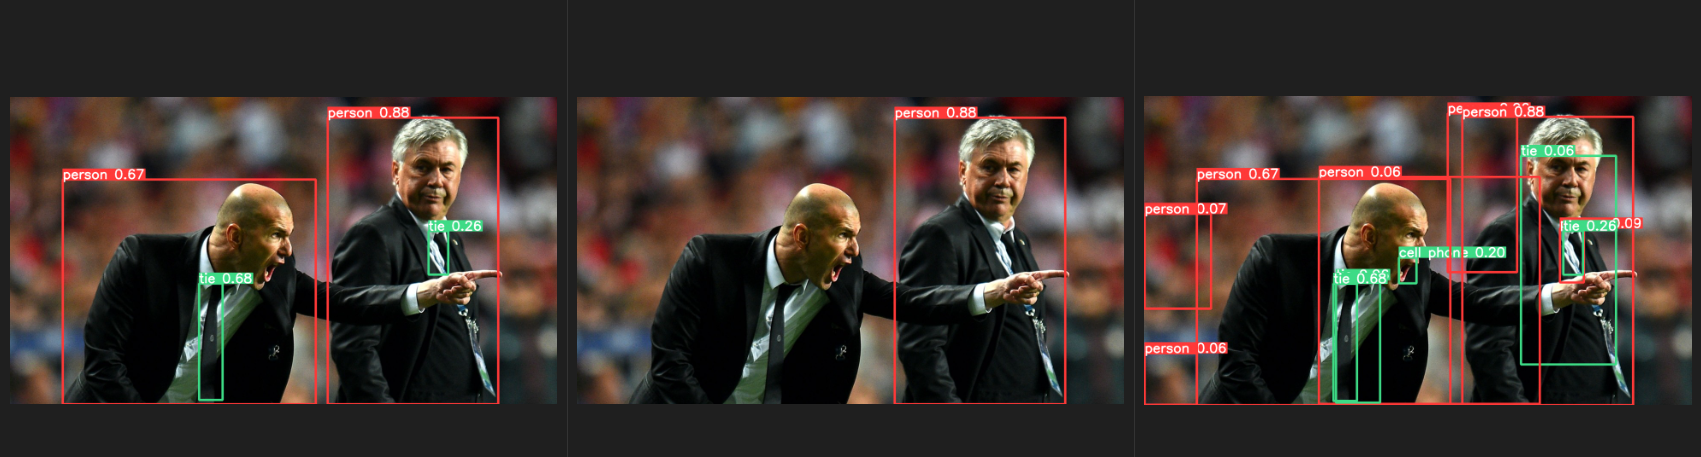 person 0.88
person 0.67
tie 0.26
tie 0.68
person 0.88
person 0.88
tie 0.06
person 0.67
person 0.06
person 0.07
tie 0.26
0.09
cell phone 0.20
tie 0.68
person 0.06